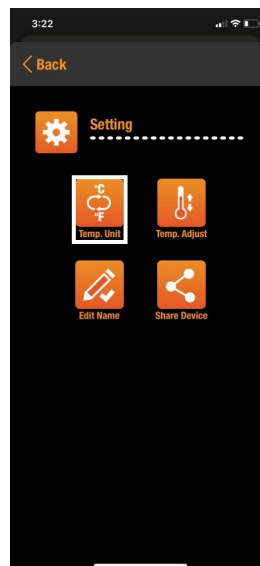 3:22
Back
Setting
°C
°F
Temp. Unit
Temp. Adjust
Edit Name
Share Device